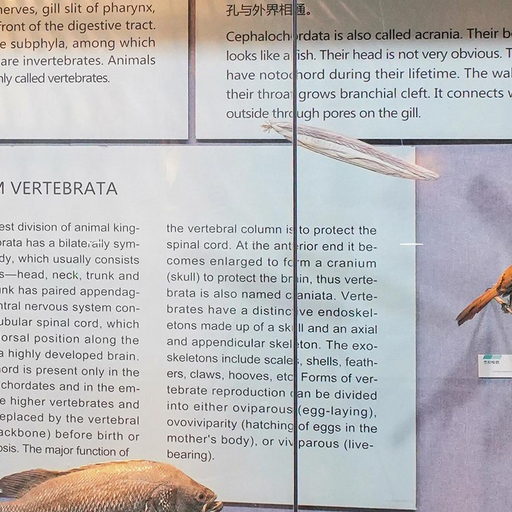 nerves, gill slit of pharynx,
front of the digestive tract.
e subphyla, among which
are invertebrates. Animals
nly called vertebrates.
孔与外界相通。
Cephalochordata is also called acrania. Their b
looks like a fish. Their head is not very obvious. T
have notochord during their lifetime. The wal
their throat grows branchial cleft. It connects w
outside through pores on the gill.
M VERTEBRATA
est division of animal king-
brata has a bilaterally sym-
dy, which usually consists
s—head, neck, trunk and
unk has paired appendag-
ntral nervous system con-
ubular spinal cord, which
orsal position along the
a highly developed brain.
ord is present only in the
chordates and in the em-
e higher vertebrates and
eplaced by the vertebral
ackbone) before birth or
osis. The major function of
the vertebral column is to protect the
spinal cord. At the anterior end it be-
comes enlarged to form a cranium
(skull) to protect the brain, thus verte-
brata is also named craniata. Verte-
brates have a distinctive endoskel-
etons made up of a skull and an axial
and appendicular skeleton. The exo-
skeletons include scales, shells, feath-
ers, claws, hooves, etc. Forms of ver-
tebrate reproduction can be divided
into either oviparous (egg-laying),
ovoviviparity (hatching of eggs in the
mother's body), or viviparous (live-
bearing).